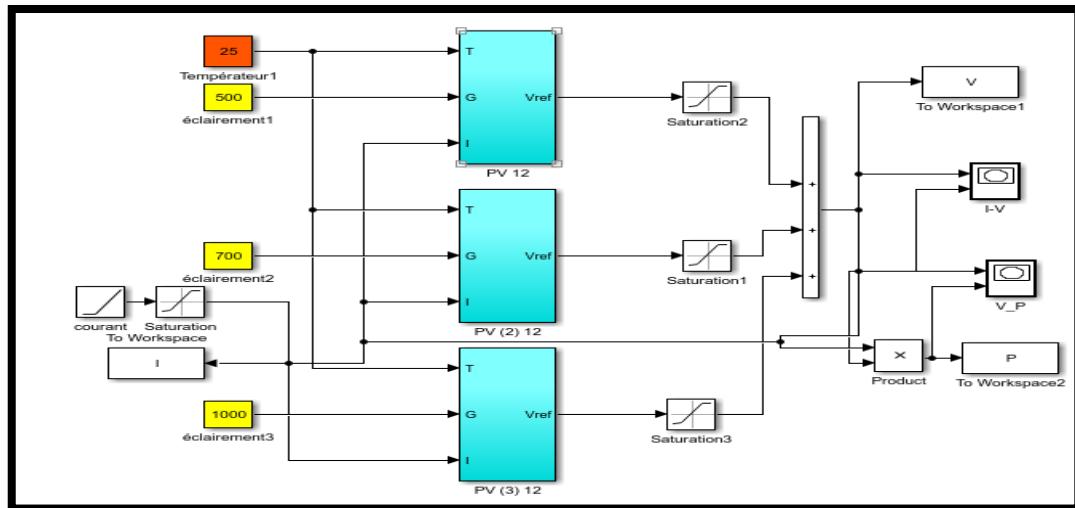 25
Températeur1
500
éclairement1
T
G
I
Vref
PV 12
Saturation2
V
To Workspace1
I-V
700
éclairement2
T
G
I
Vref
PV (2) 12
Saturation1
+
+
+
V_P
courant
Saturation
To Workspace
I
1000
éclairement3
T
G
I
Vref
PV (3) 12
Saturation3
×
Product
P
To Workspace2